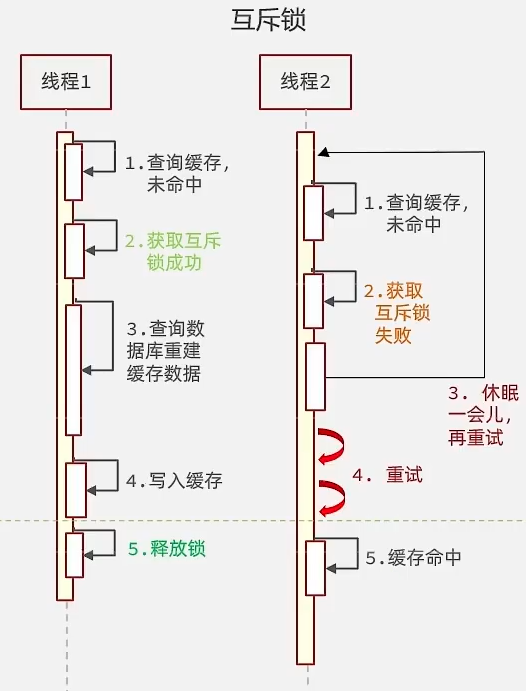 互斥锁
线程1
线程2
1.查询缓存，
未命中
2.获取互斥
锁成功
3.查询数
据库重建
缓存数据
4.写入缓存
5.释放锁
1.查询缓存，
未命中
2.获取
互斥锁
失败
3. 休眠
一会儿，
再重试
4. 重试
5.缓存命中